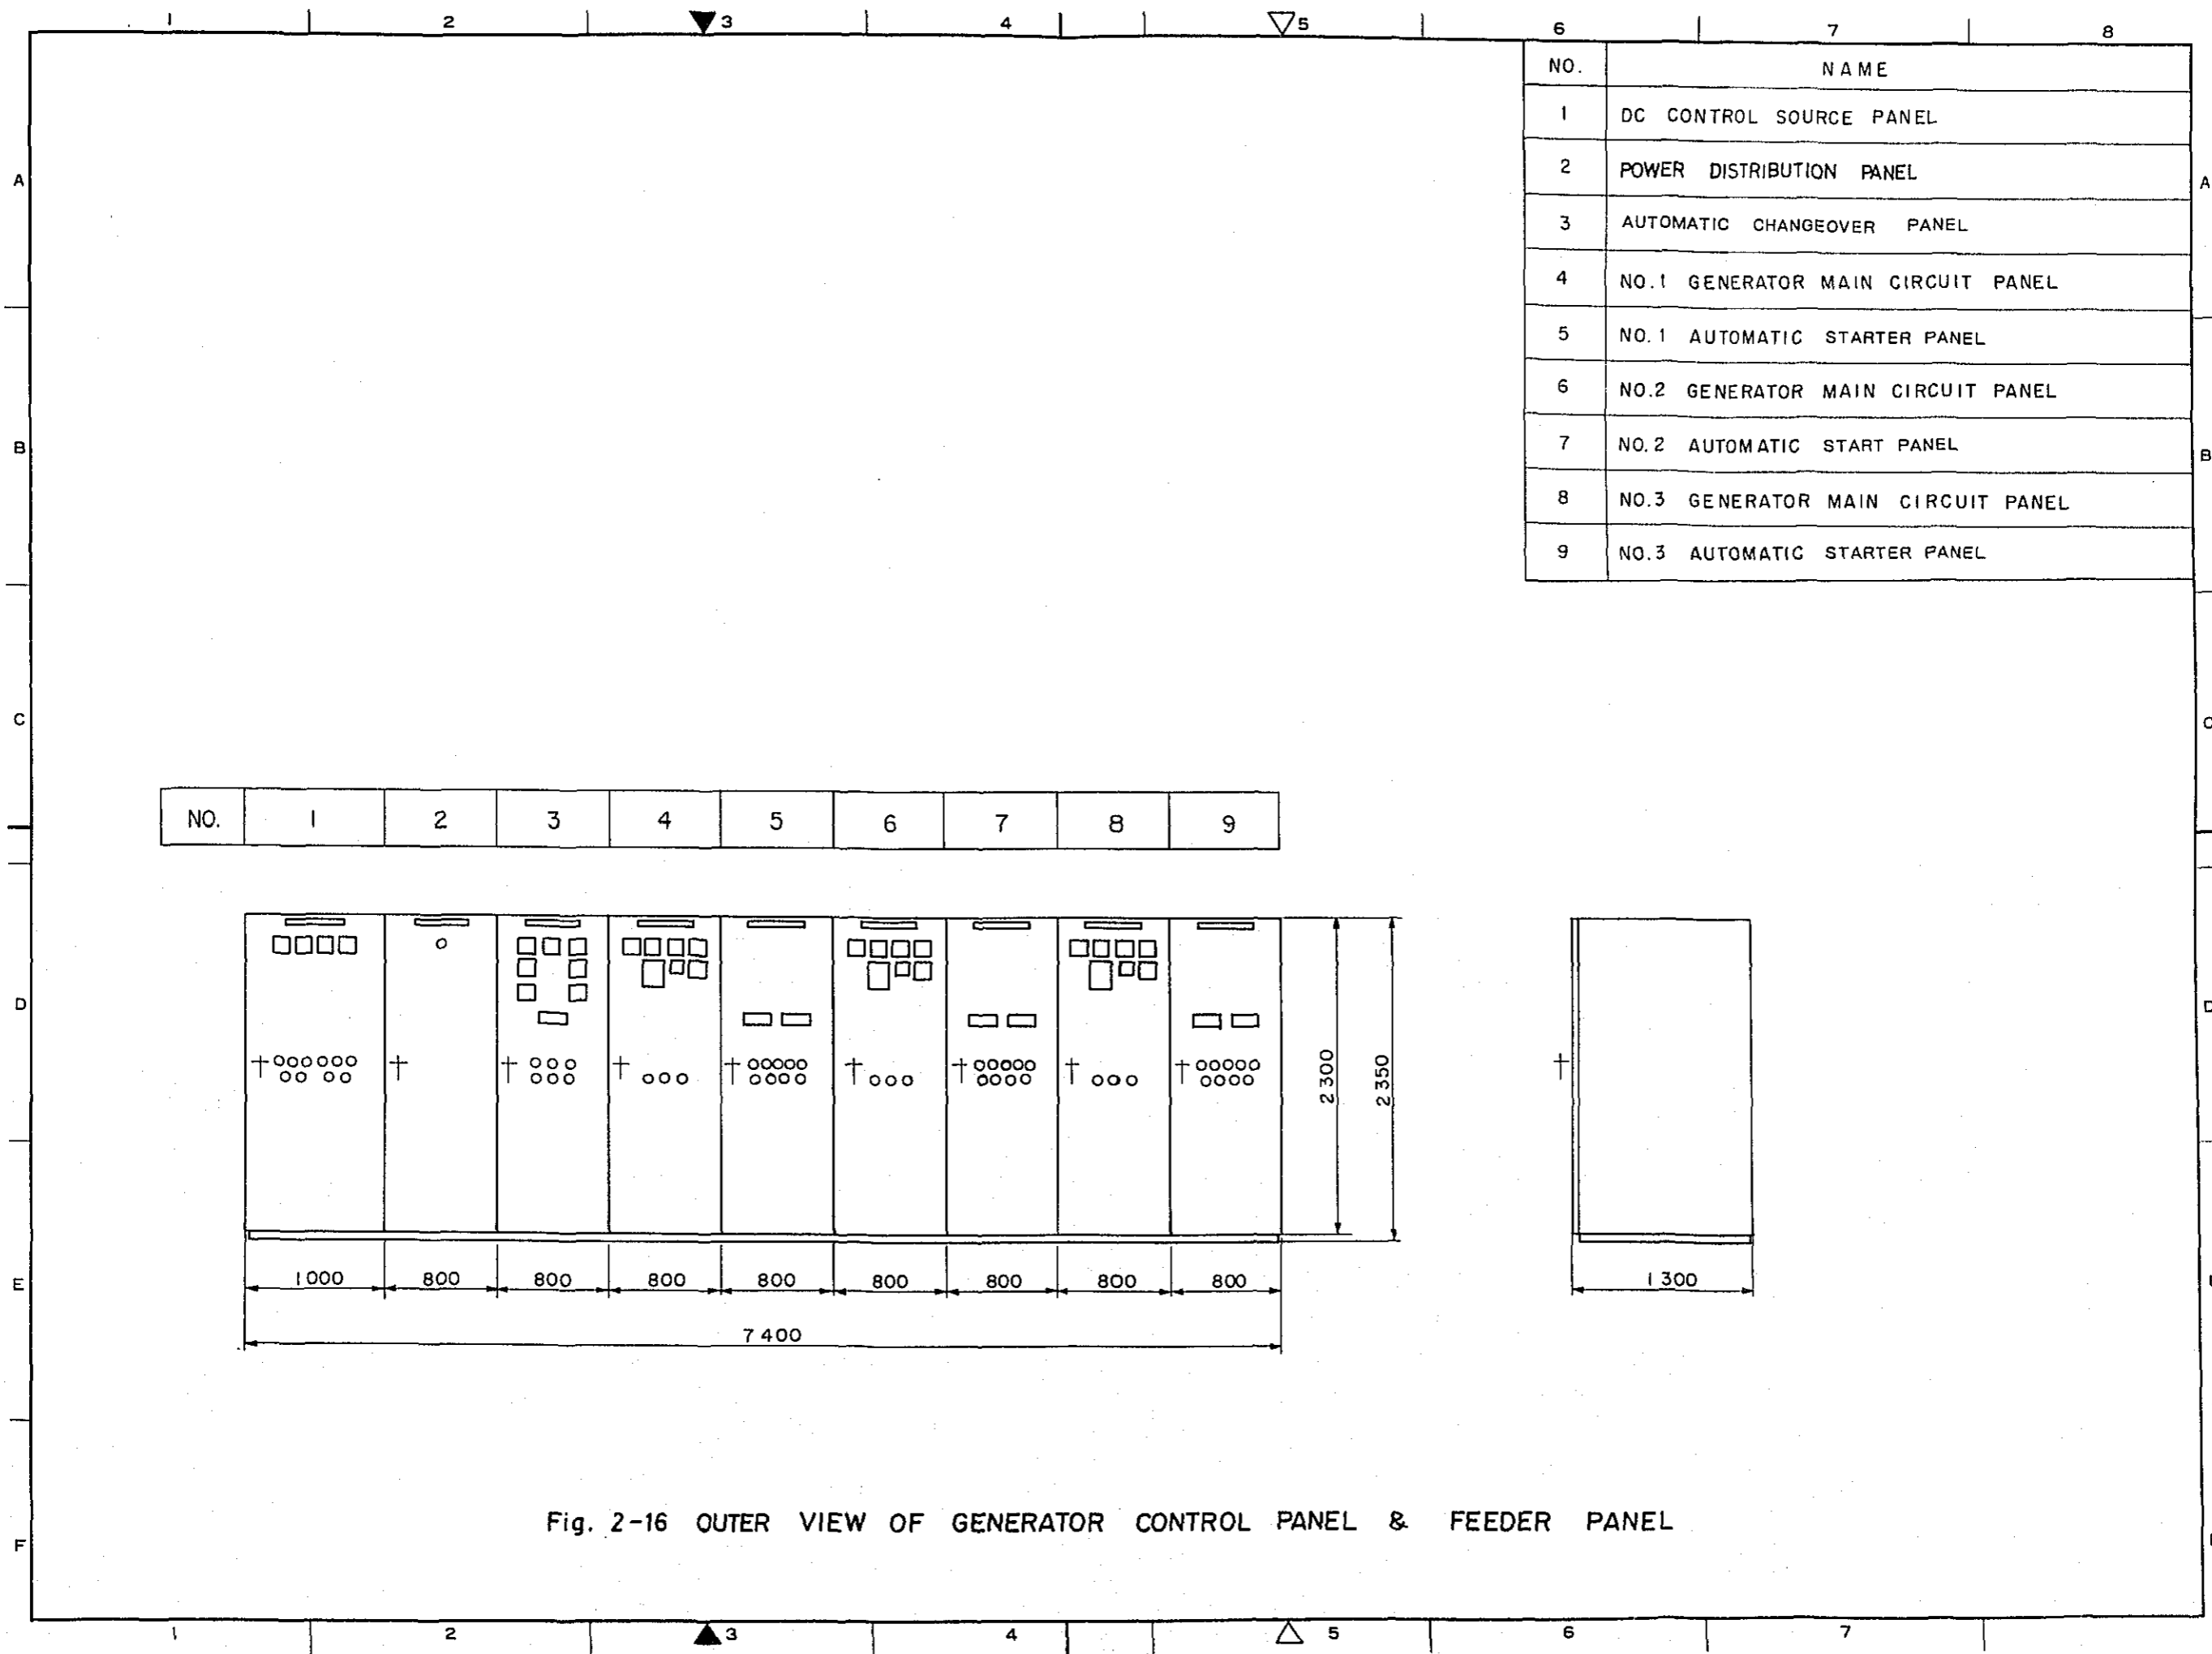 1 2 3 4 5 6 7 8
NO. NAME
1 DC CONTROL SOURCE PANEL
2 POWER DISTRIBUTION PANEL
3 AUTOMATIC CHANGEOVER PANEL
4 NO.1 GENERATOR MAIN CIRCUIT PANEL
5 NO.1 AUTOMATIC STARTER PANEL
6 NO.2 GENERATOR MAIN CIRCUIT PANEL
7 NO.2 AUTOMATIC START PANEL
8 NO.3 GENERATOR MAIN CIRCUIT PANEL
9 NO.3 AUTOMATIC STARTER PANEL
A A
B B
C C
NO. 1 2 3 4 5 6 7 8 9
D D
2300 2350
E
1000 800 800 800 800 800 800 800 800 1300
7400
Fig. 2-16 OUTER VIEW OF GENERATOR CONTROL PANEL & FEEDER PANEL
F
1 2 3 4 5 6 7